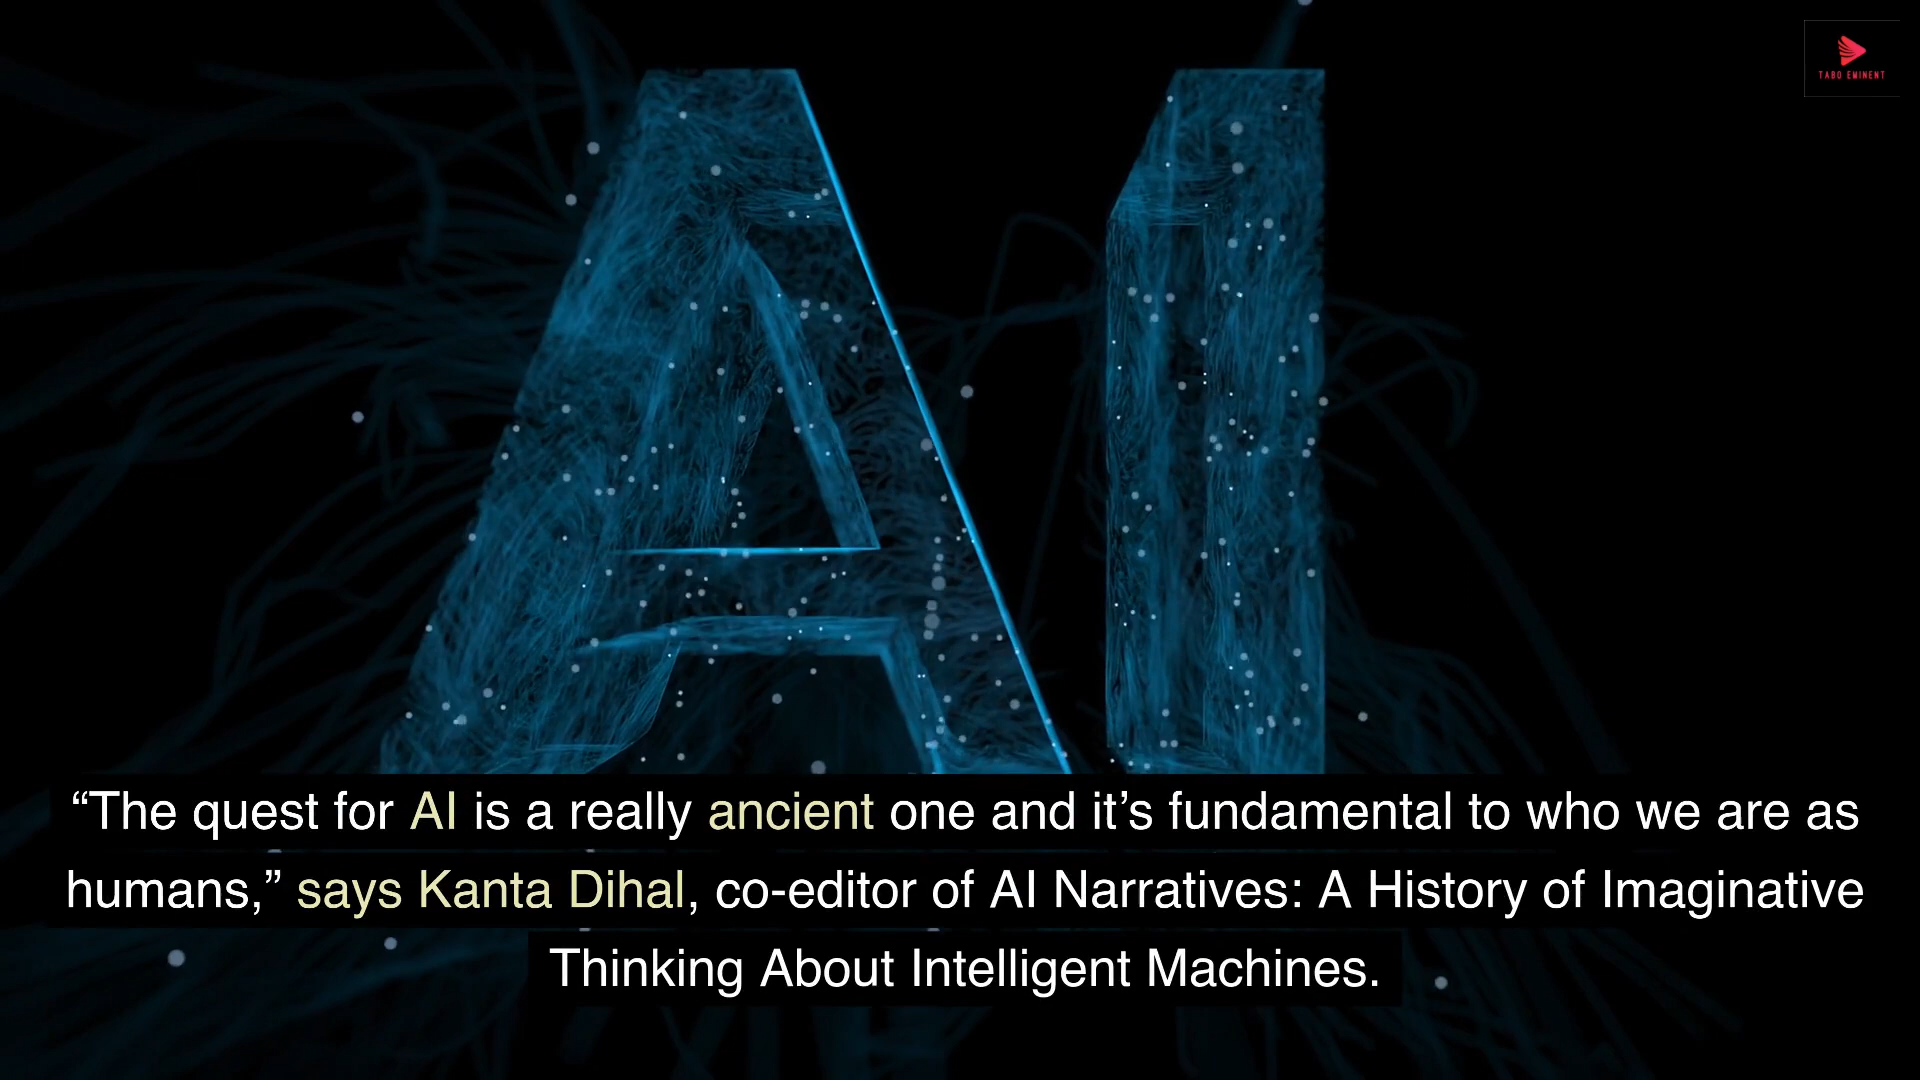 AI
TABO EMINENT
“The quest for AI is a really ancient one and it’s fundamental to who we are as
humans,” says Kanta Dihal, co-editor of AI Narratives: A History of Imaginative
Thinking About Intelligent Machines.